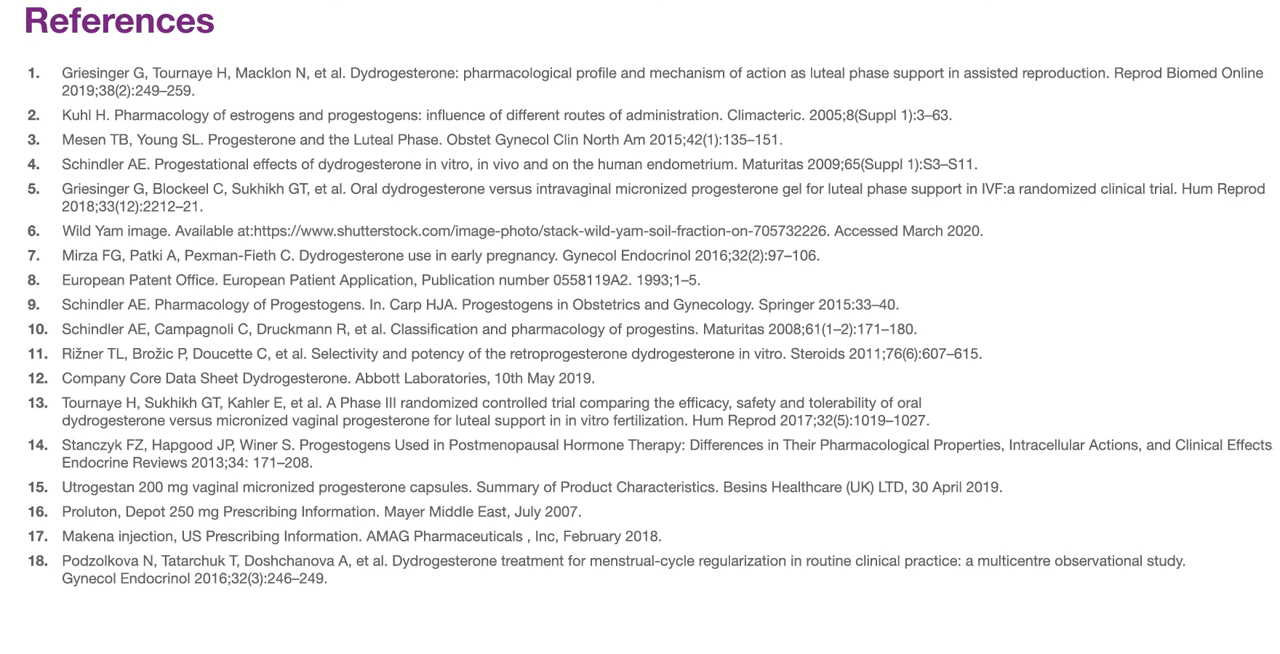 References
1. Griesinger G, Tournaye H, Macklon N, et al. Dydrogesterone: pharmacological profile and mechanism of action as luteal phase support in assisted reproduction. Reprod Biomed Online
2019;38(2):249–259.
2. Kuhl H. Pharmacology of estrogens and progestogens: influence of different routes of administration. Climacteric. 2005;8(Suppl 1):3–63.
3. Mesen TB, Young SL. Progesterone and the Luteal Phase. Obstet Gynecol Clin North Am 2015;42(1):135–151.
4. Schindler AE. Progestational effects of dydrogesterone in vitro, in vivo and on the human endometrium. Maturitas 2009;65(Suppl 1):S3–S11.
5. Griesinger G, Blockeel C, Sukhikh GT, et al. Oral dydrogesterone versus intravaginal micronized progesterone gel for luteal phase support in IVF:a randomized clinical trial. Hum Reprod
2018;33(12):2212–21.
6. Wild Yam image. Available at:https://www.shutterstock.com/image-photo/stack-wild-yam-soil-fraction-on-705732226. Accessed March 2020.
7. Mirza FG, Patki A, Pexman-Fieth C. Dydrogesterone use in early pregnancy. Gynecol Endocrinol 2016;32(2):97–106.
8. European Patent Office. European Patient Application, Publication number 0558119A2. 1993;1–5.
9. Schindler AE. Pharmacology of Progestogens. In. Carp HJA. Progestogens in Obstetrics and Gynecology. Springer 2015:33–40.
10. Schindler AE, Campagnoli C, Druckmann R, et al. Classification and pharmacology of progestins. Maturitas 2008;61(1–2):171–180.
11. Rižner TL, Brožic P, Doucette C, et al. Selectivity and potency of the retroprogesterone dydrogesterone in vitro. Steroids 2011;76(6):607–615.
12. Company Core Data Sheet Dydrogesterone. Abbott Laboratories, 10th May 2019.
13. Tournaye H, Sukhikh GT, Kahler E, et al. A Phase III randomized controlled trial comparing the efficacy, safety and tolerability of oral
dydrogesterone versus micronized vaginal progesterone for luteal support in in vitro fertilization. Hum Reprod 2017;32(5):1019–1027.
14. Stanczyk FZ, Hapgood JP, Winer S. Progestogens Used in Postmenopausal Hormone Therapy: Differences in Their Pharmacological Properties, Intracellular Actions, and Clinical Effects
Endocrine Reviews 2013;34: 171–208.
15. Utrogestan 200 mg vaginal micronized progesterone capsules. Summary of Product Characteristics. Besins Healthcare (UK) LTD, 30 April 2019.
16. Proluton, Depot 250 mg Prescribing Information. Mayer Middle East, July 2007.
17. Makena injection, US Prescribing Information. AMAG Pharmaceuticals , Inc, February 2018.
18. Podzolkova N, Tatarchuk T, Doshchanova A, et al. Dydrogesterone treatment for menstrual-cycle regularization in routine clinical practice: a multicentre observational study.
Gynecol Endocrinol 2016;32(3):246–249.